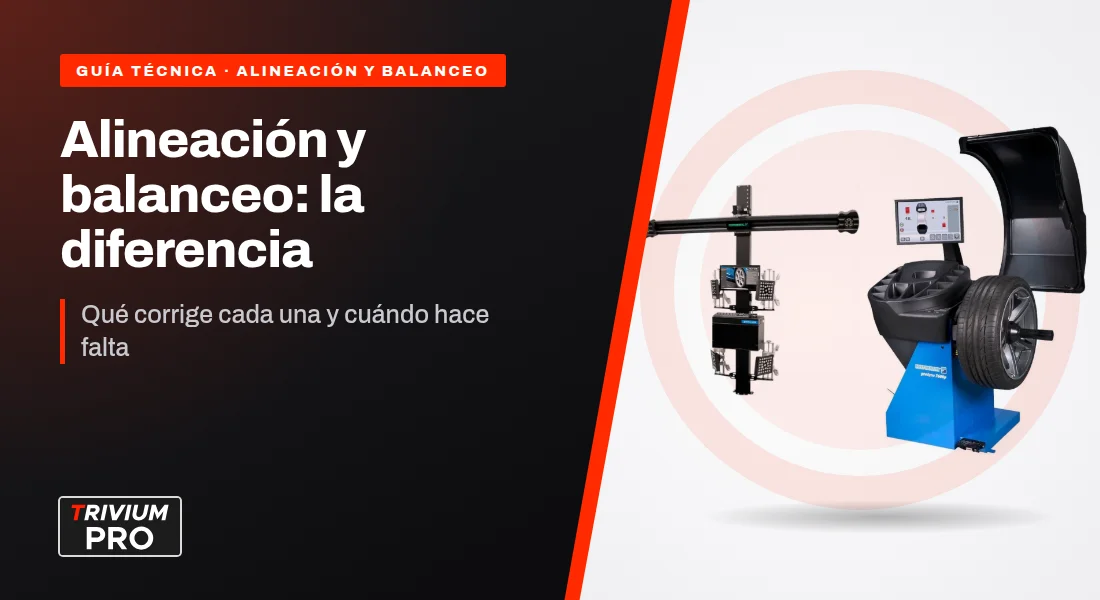 GUÍA TÉCNICA · ALINEACIÓN Y BALANCEO
Alineación y
balanceo: la
diferencia
Qué corrige cada una y cuándo hace
falta
TRIVIUM
PRO